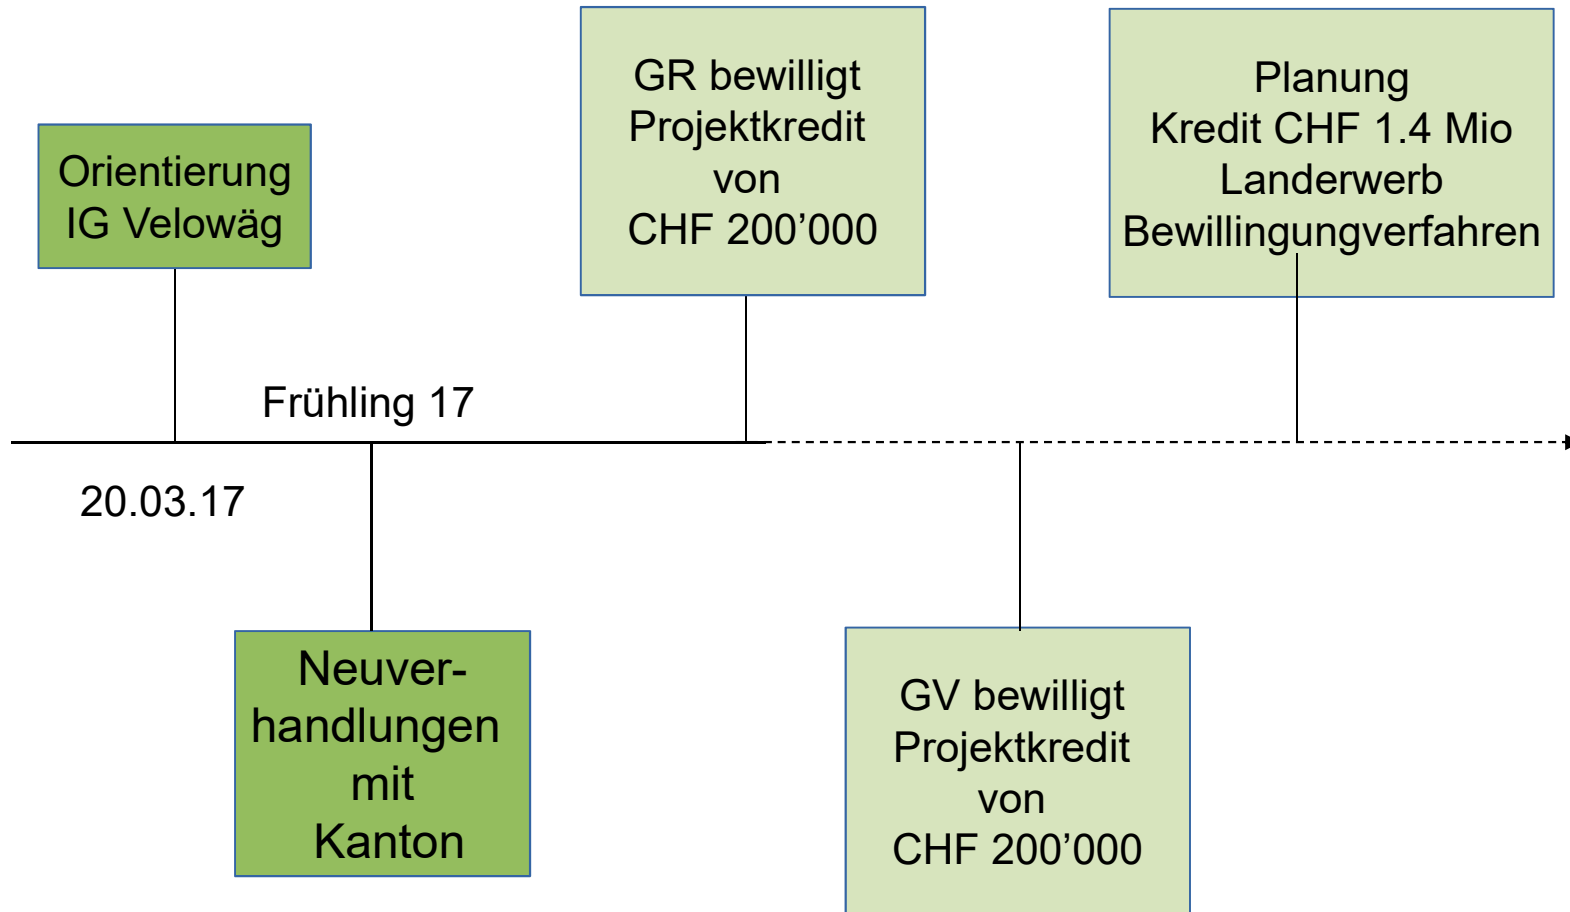 Orientierung
IG Velowäg
GR bewilligt
Projektkredit
von
CHF 200’000
Planung
Kredit CHF 1.4 Mio
Landerwerb
Bewillingungverfahren
Frühling 17
20.03.17
Neuver-
handlungen
mit
Kanton
GV bewilligt
Projektkredit
von
CHF 200’000